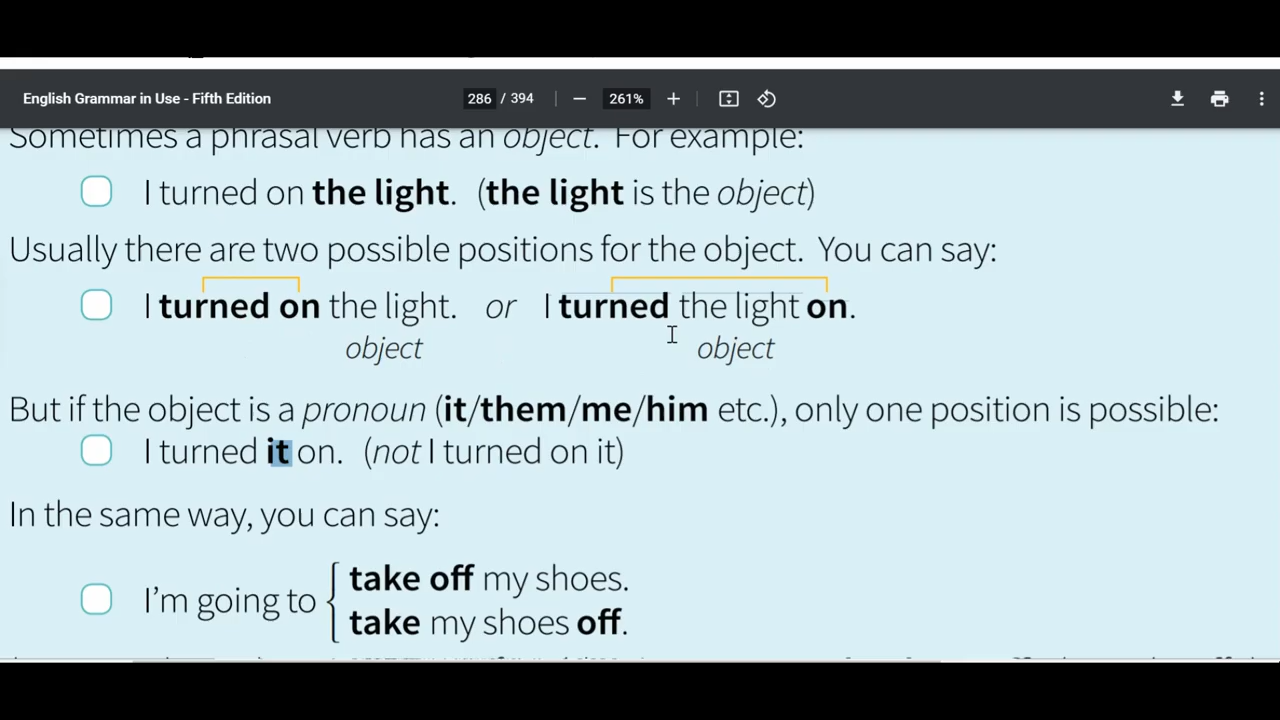 English Grammar in Use - Fifth Edition 286 / 394 261%
Sometimes a phrasal verb has an object. For example:
I turned on the light. (the light is the object)
Usually there are two possible positions for the object. You can say:
I turned on the light. or I turned the light on.
object object
But if the object is a pronoun (it/them/me/him etc.), only one position is possible:
I turned it on. (not I turned on it)
In the same way, you can say:
I'm going to
take off my shoes.
take my shoes off.